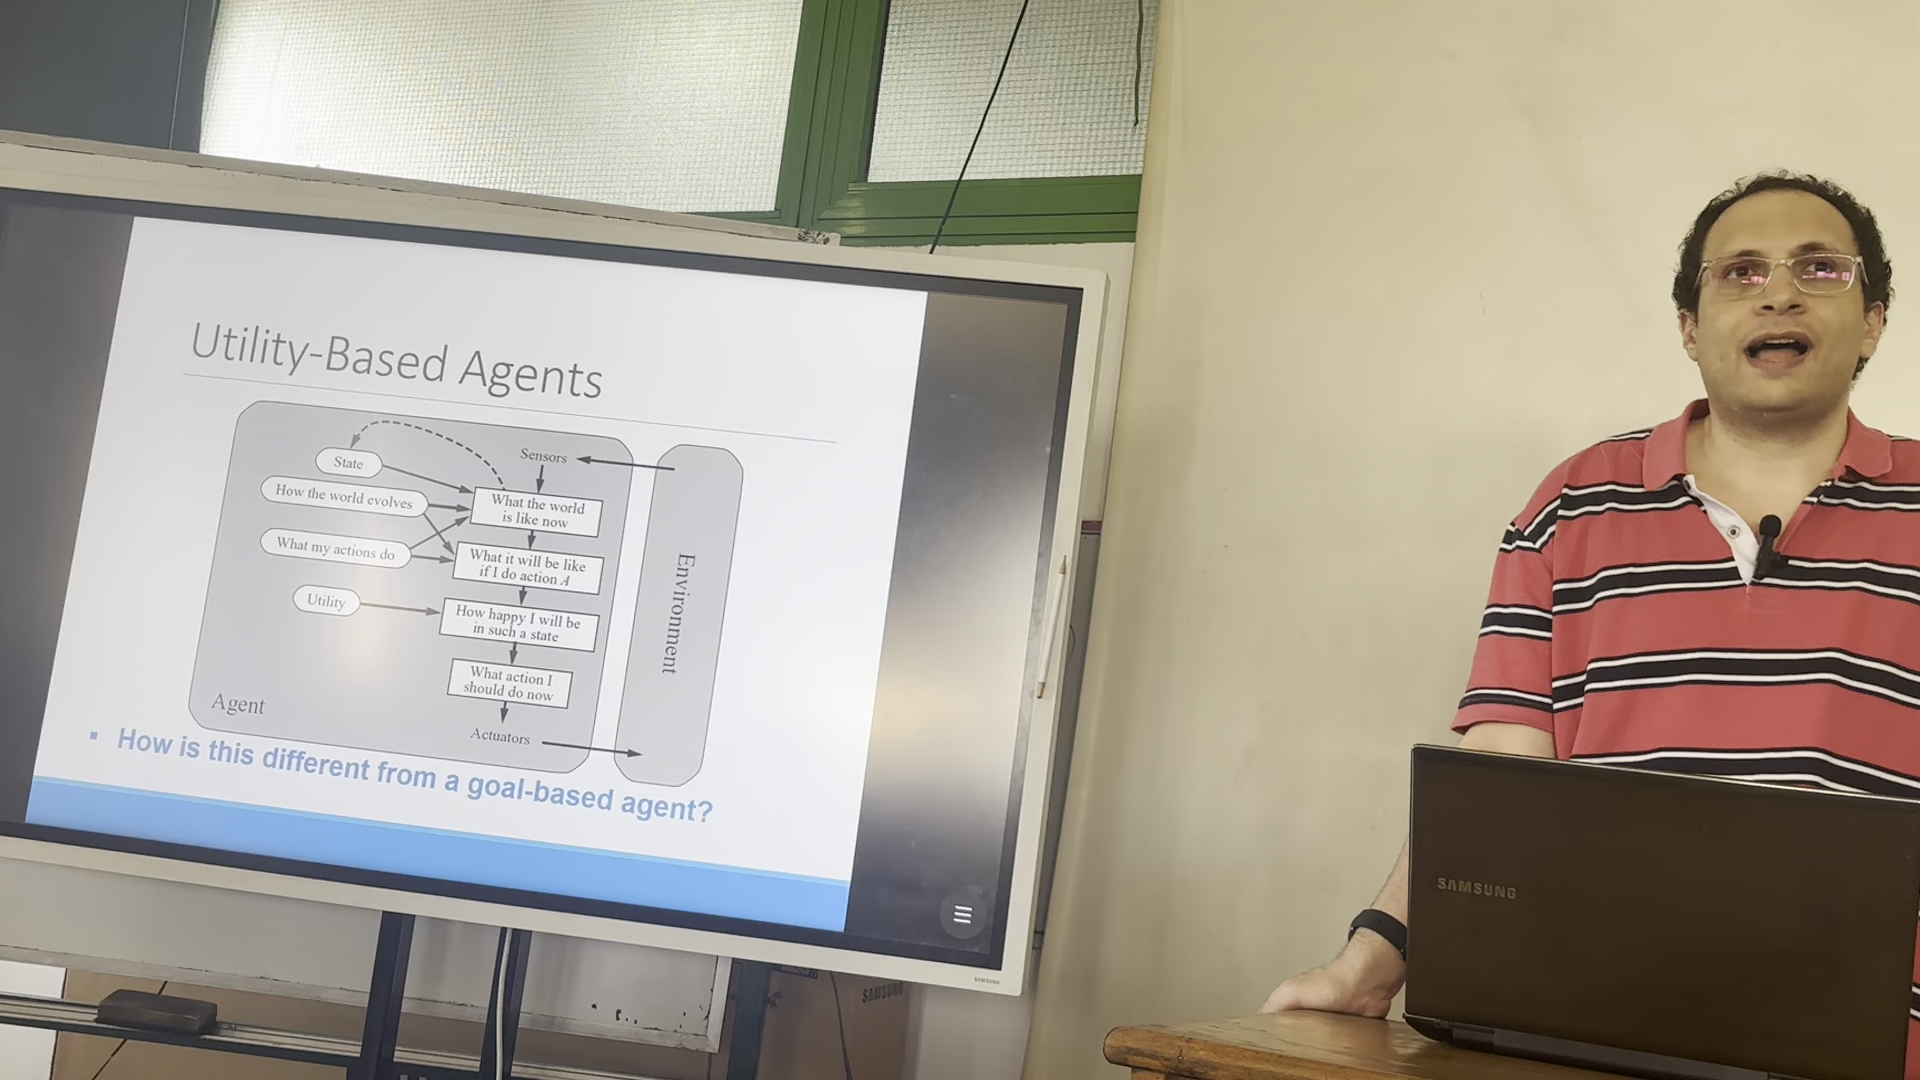 Utility-Based Agents
State
Sensors
How the world evolves
What the world
is like now
What my actions do
What it will be like
if I do action A
Utility
How happy I will be
in such a state
What action I
should do now
Agent
Actuators
Environment
▪ How is this different from a goal-based agent?
SAMSUNG
SAMSUNG
SAMSUNG